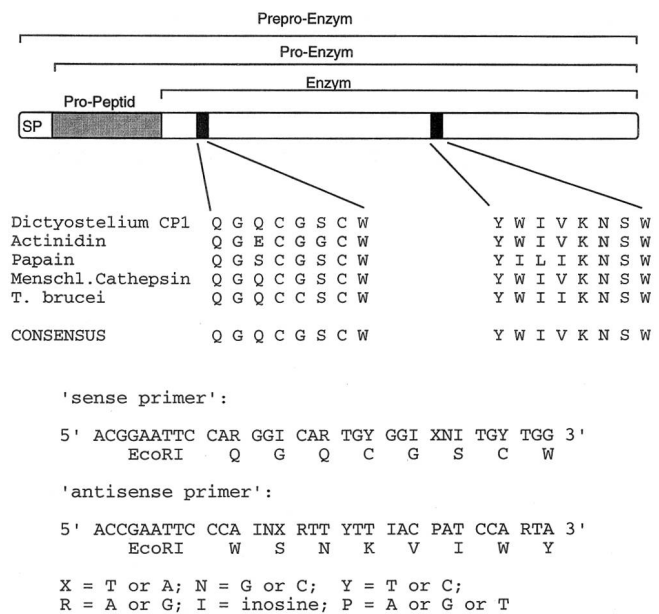 Prepro-Enzym
Pro-Enzym
Enzym
Pro-Peptid
SP
Dictyostelium CP1 Q G Q C G S C W Y W I V K N S W
Actinidin Q G E C G G C W Y W I V K N S W
Papain Q G S C G S C W Y I L I K N S W
Menschl.Cathepsin Q G Q C G S C W Y W I V K N S W
T. brucei Q G Q C C S C W Y W I I K N S W
CONSENSUS Q G Q C G S C W Y W I V K N S W
'sense primer':
5' ACGGAATTC CAR GGI CAR TGY GGI XNI TGY TGG 3'
EcoRI Q G Q C G S C W
'antisense primer':
5' ACCGAATTC CCA INX RTT YTT IAC PAT CCA RTA 3'
EcoRI W S N K V I W Y
X = T or A; N = G or C; Y = T or C;
R = A or G; I = inosine; P = A or G or T